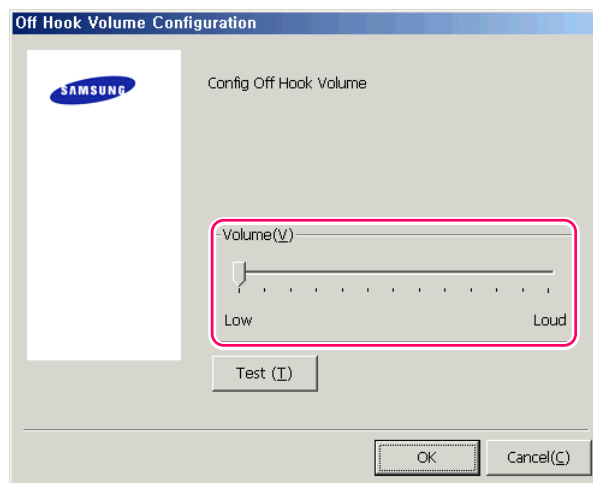 Off Hook Volume Configuration
SAMSUNG
Config Off Hook Volume
Volume(V)
Low Loud
Test (T)
OK Cancel(C)